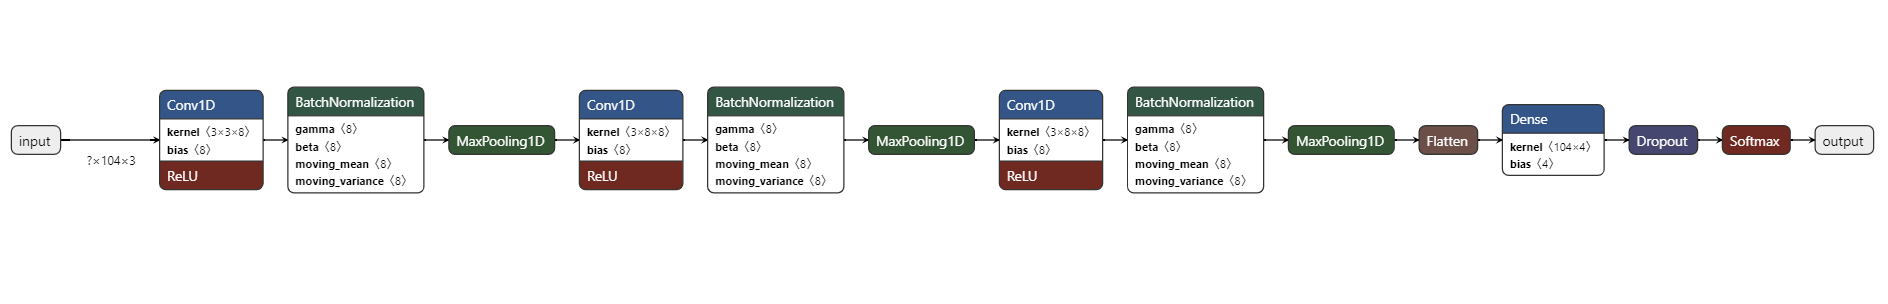 input
?×104×3
Conv1D
kernel 〈3×3×8〉
bias 〈8〉
ReLU
BatchNormalization
gamma 〈8〉
beta 〈8〉
moving_mean 〈8〉
moving_variance 〈8〉
MaxPooling1D
Conv1D
kernel 〈3×8×8〉
bias 〈8〉
ReLU
BatchNormalization
gamma 〈8〉
beta 〈8〉
moving_mean 〈8〉
moving_variance 〈8〉
MaxPooling1D
Conv1D
kernel 〈3×8×8〉
bias 〈8〉
ReLU
BatchNormalization
gamma 〈8〉
beta 〈8〉
moving_mean 〈8〉
moving_variance 〈8〉
MaxPooling1D
Flatten
Dense
kernel 〈104×4〉
bias 〈4〉
Dropout
Softmax
output